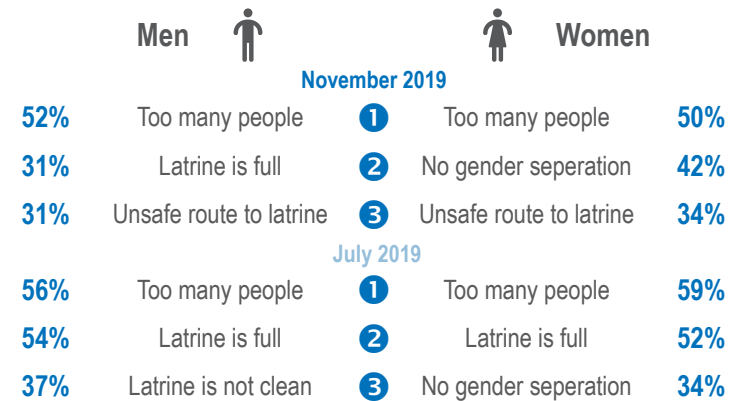 Men Women
November 2019
52% Too many people 1 Too many people 50%
31% Latrine is full 2 No gender seperation 42%
31% Unsafe route to latrine 3 Unsafe route to latrine 34%
July 2019
56% Too many people 1 Too many people 59%
54% Latrine is full 2 Latrine is full 52%
37% Latrine is not clean 3 No gender seperation 34%